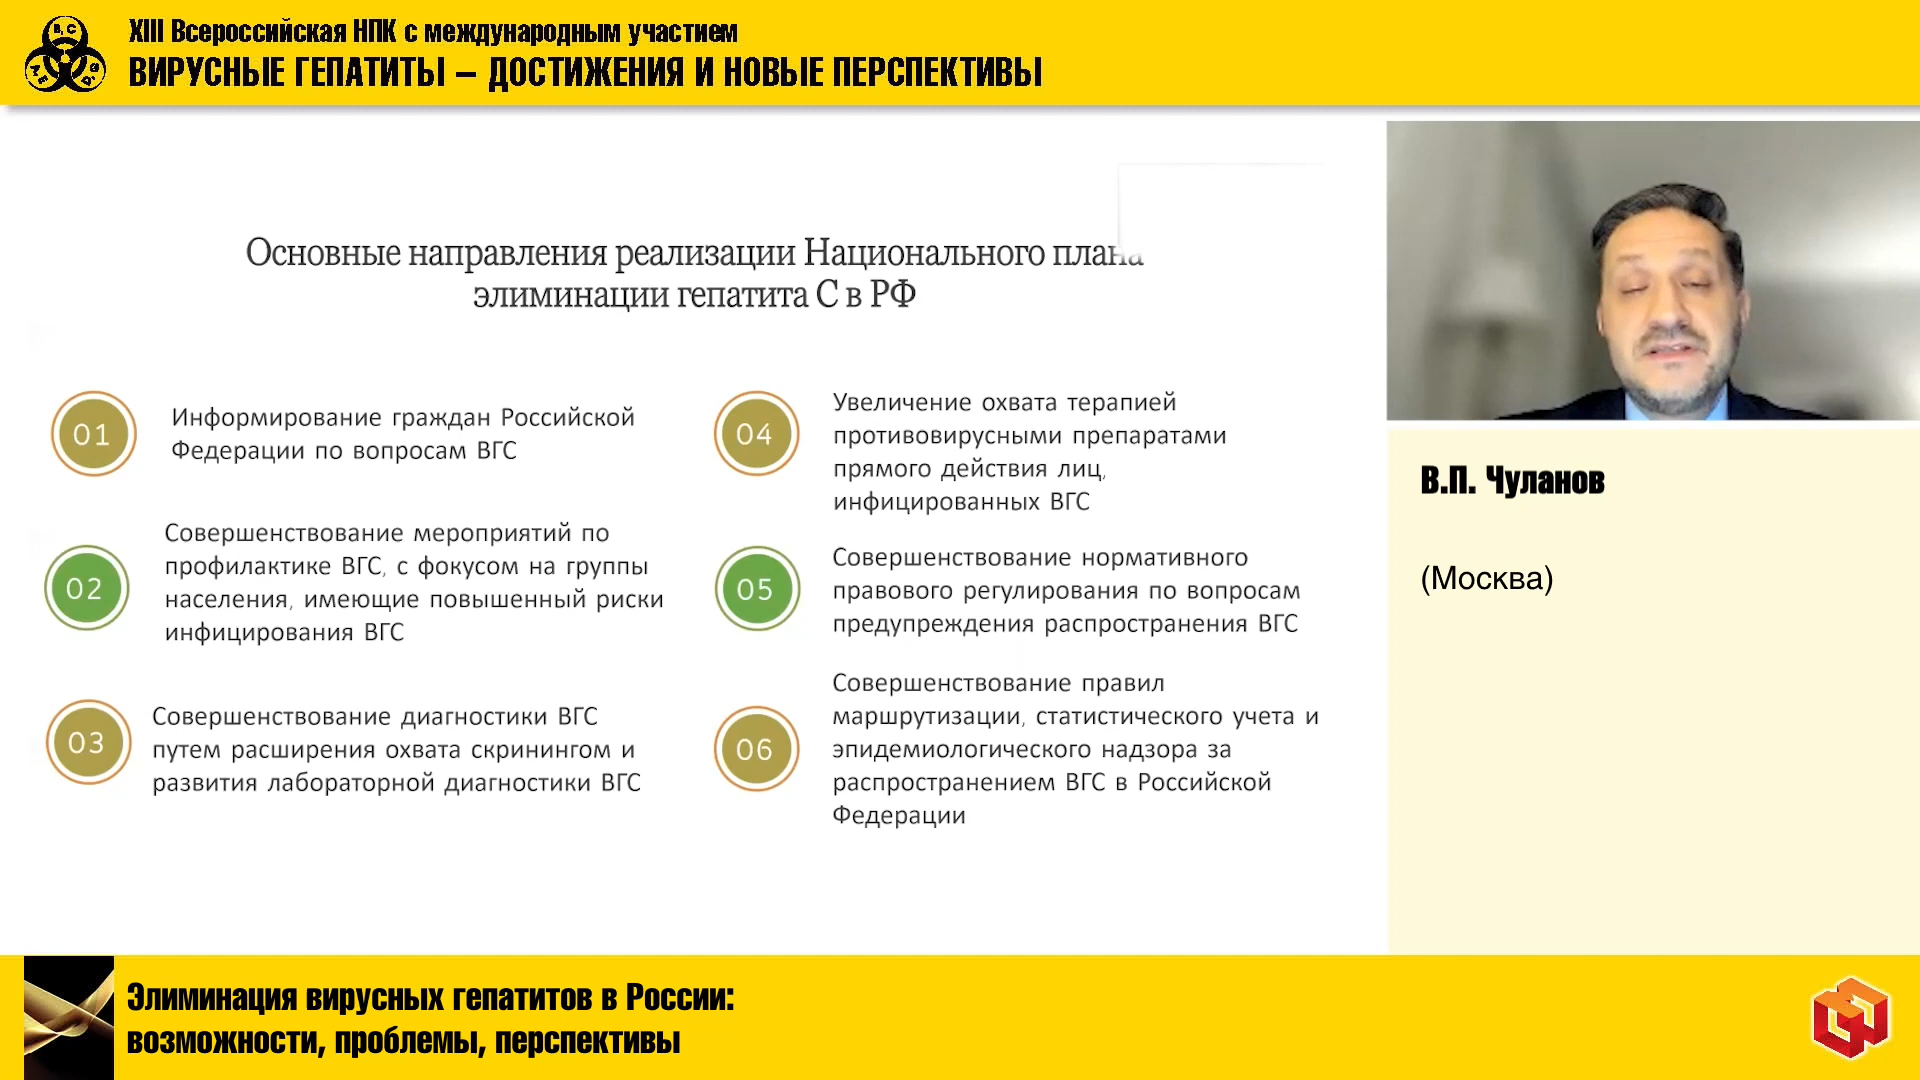 XIII Всероссийская НПК с международным участием
ВИРУСНЫЕ ГЕПАТИТЫ – ДОСТИЖЕНИЯ И НОВЫЕ ПЕРСПЕКТИВЫ
Основные направления реализации Национального плана
элиминации гепатита С в РФ
01
Информирование граждан Российской
Федерации по вопросам ВГС
02
Совершенствование мероприятий по
профилактике ВГС, с фокусом на группы
населения, имеющие повышенный риски
инфицирования ВГС
03
Совершенствование диагностики ВГС
путем расширения охвата скринингом и
развития лабораторной диагностики ВГС
04
Увеличение охвата терапией
противовирусными препаратами
прямого действия лиц,
инфицированных ВГС
05
Совершенствование нормативного
правового регулирования по вопросам
предупреждения распространения ВГС
06
Совершенствование правил
маршрутизации, статистического учета и
эпидемиологического надзора за
распространением ВГС в Российской
Федерации
В.П. Чуланов
(Москва)
Элиминация вирусных гепатитов в России:
возможности, проблемы, перспективы